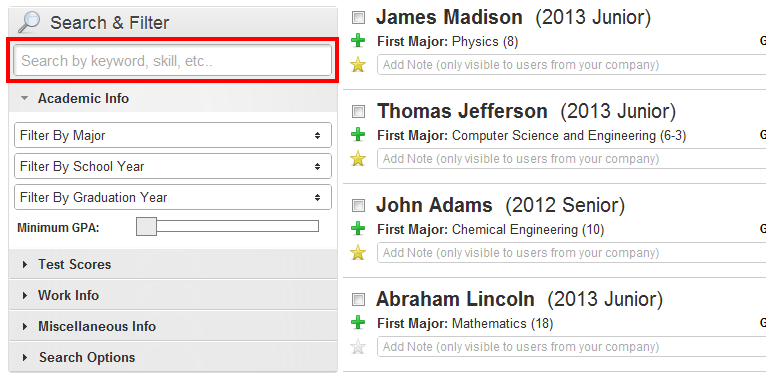 Search & Filter
Search by keyword, skill, etc..
Academic Info
Filter By Major
Filter By School Year
Filter By Graduation Year
Minimum GPA:
Test Scores
Work Info
Miscellaneous Info
Search Options
James Madison (2013 Junior)
First Major: Physics (8)
Add Note (only visible to users from your company)
Thomas Jefferson (2013 Junior)
First Major: Computer Science and Engineering (6-3)
Add Note (only visible to users from your company)
John Adams (2012 Senior)
First Major: Chemical Engineering (10)
Add Note (only visible to users from your company)
Abraham Lincoln (2013 Junior)
First Major: Mathematics (18)
Add Note (only visible to users from your company)